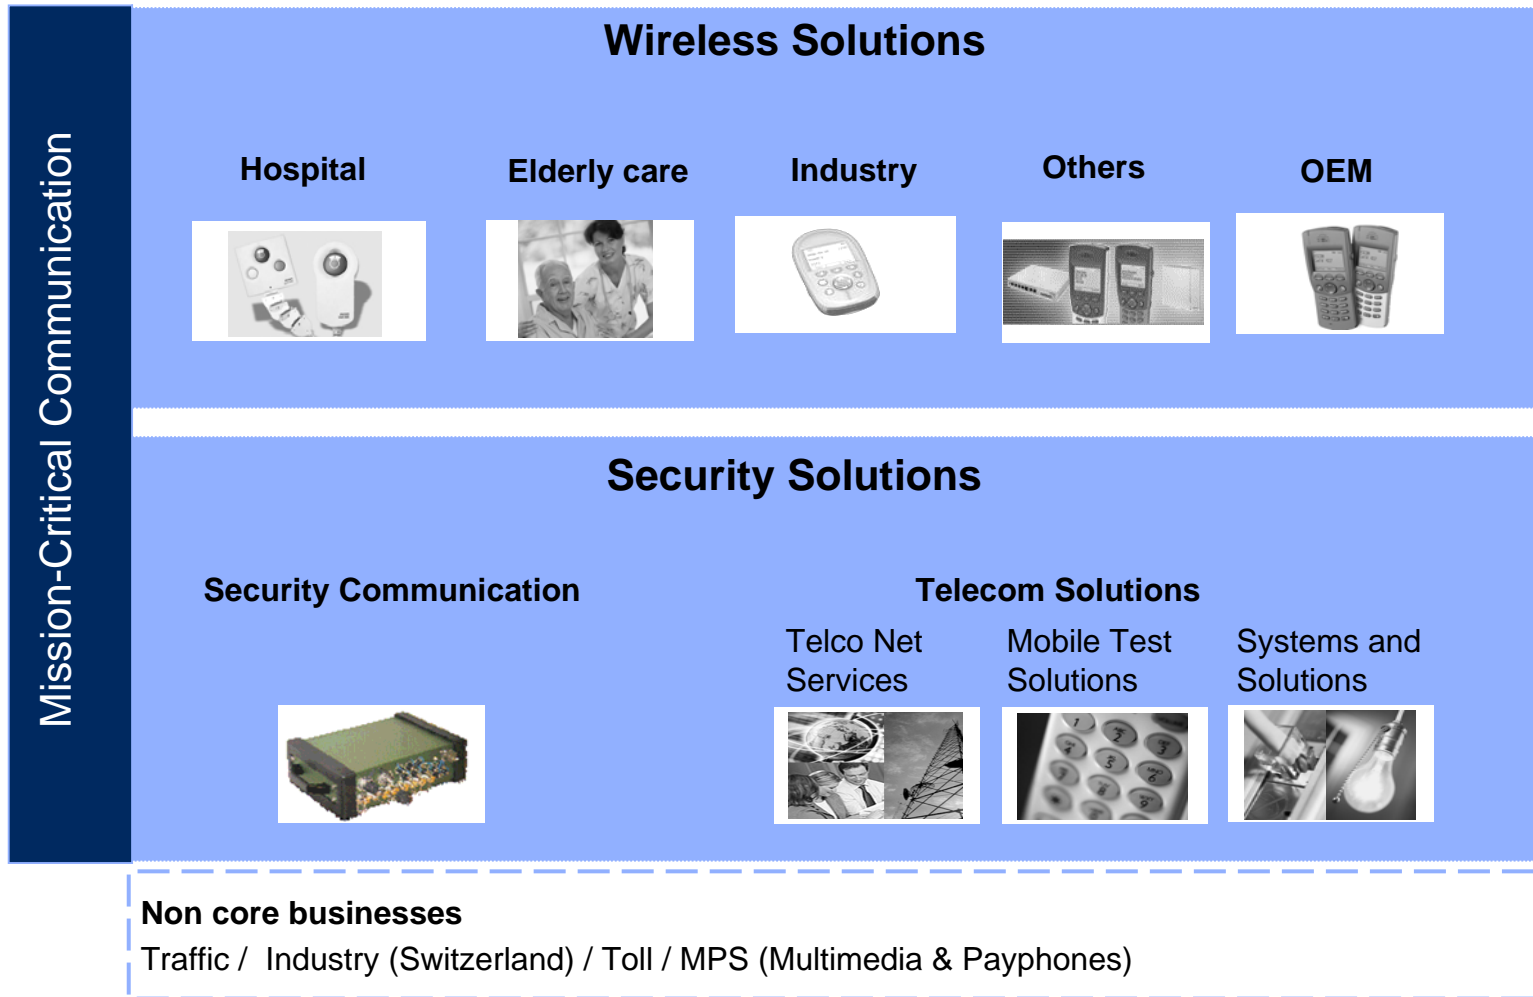 Mission-Critical Communication
Wireless Solutions
Hospital
Elderly care
Industry
Others
OEM
Security Solutions
Security Communication
Telecom Solutions
Telco Net
Services
Mobile Test
Solutions
Systems and
Solutions
Non core businesses
Traffic / Industry (Switzerland) / Toll / MPS (Multimedia & Payphones)